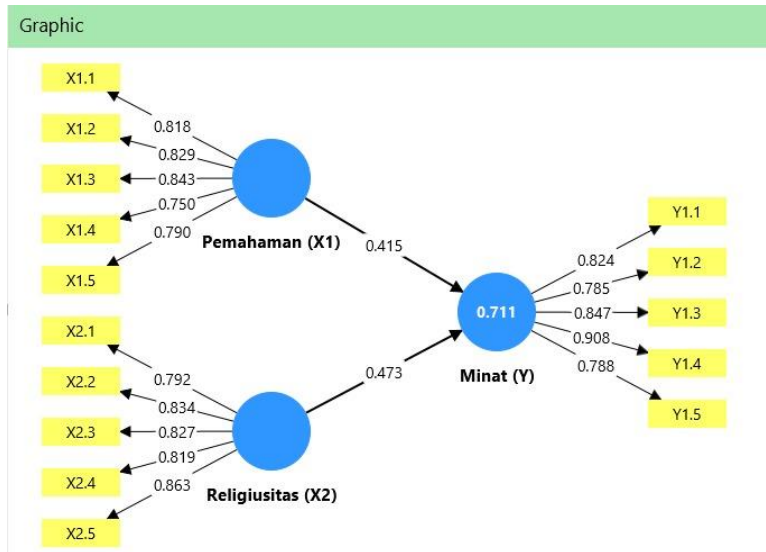 Graphic
X1.1
X1.2
X1.3
X1.4
X1.5
0.818
0.829
0.843
0.750
0.790
Pemahaman (X1)
0.415
X2.1
X2.2
X2.3
X2.4
X2.5
0.792
0.834
0.827
0.819
0.863
Religiusitas (X2)
0.473
0.711
Minat (Y)
0.824
0.785
0.847
0.908
0.788
Y1.1
Y1.2
Y1.3
Y1.4
Y1.5